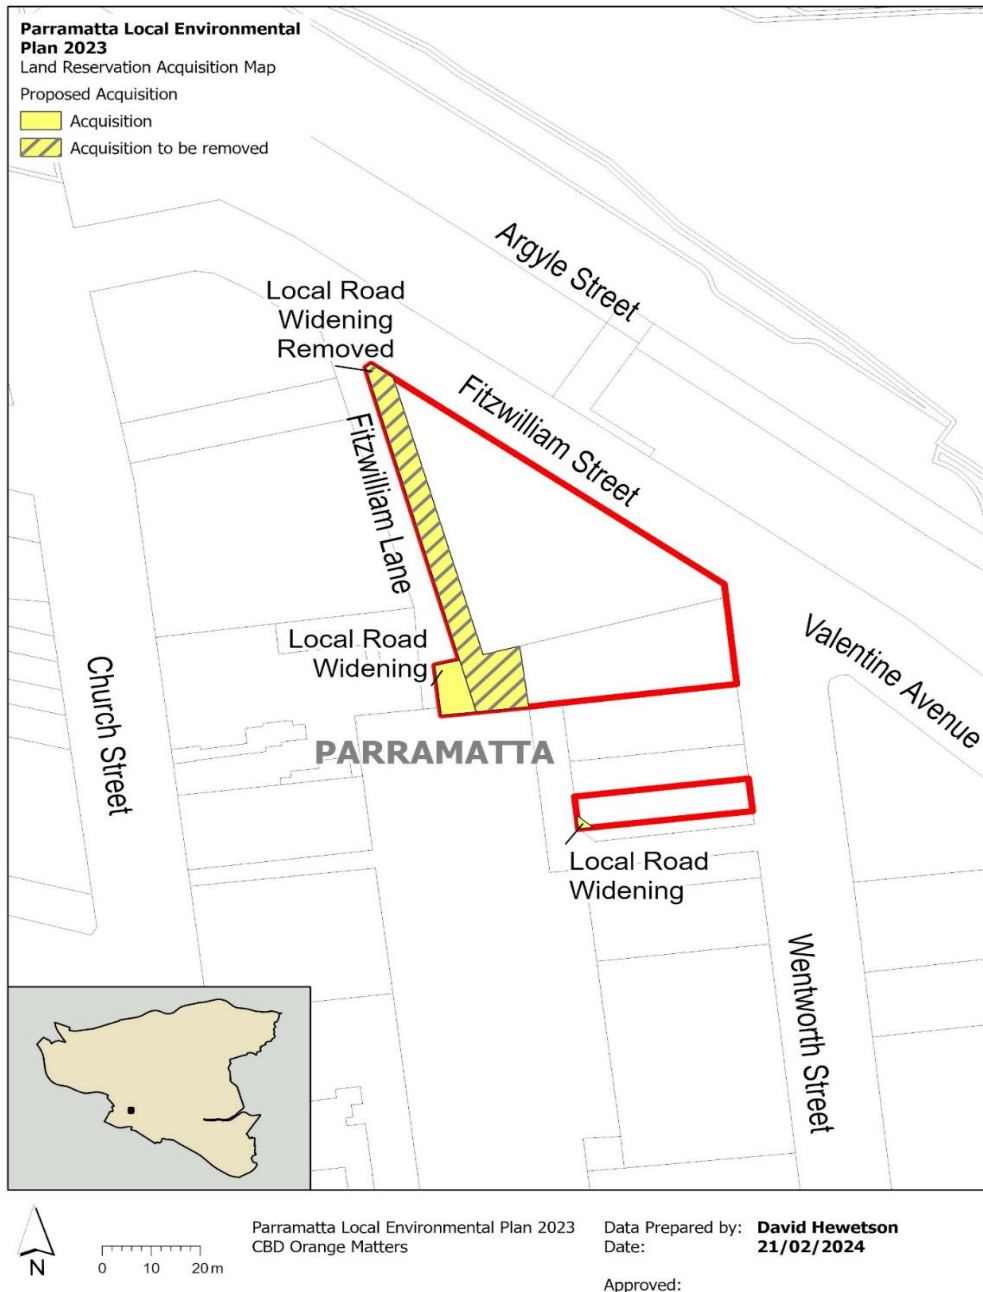 Parramatta Local Environmental
Plan 2023
Land Reservation Acquisition Map
Proposed Acquisition
Acquisition
Acquisition to be removed
Argyle Street
Local Road
Widening
Removed
Fitzwilliam Street
Fitzwilliam Lane
Local Road
Widening
Valentine Avenue
Church Street
PARRAMATTA
Local Road
Widening
Wentworth Street
N
0 10 20 m
Parramatta Local Environmental Plan 2023
CBD Orange Matters
Data Prepared by: David Hewetson
Date: 21/02/2024
Approved: